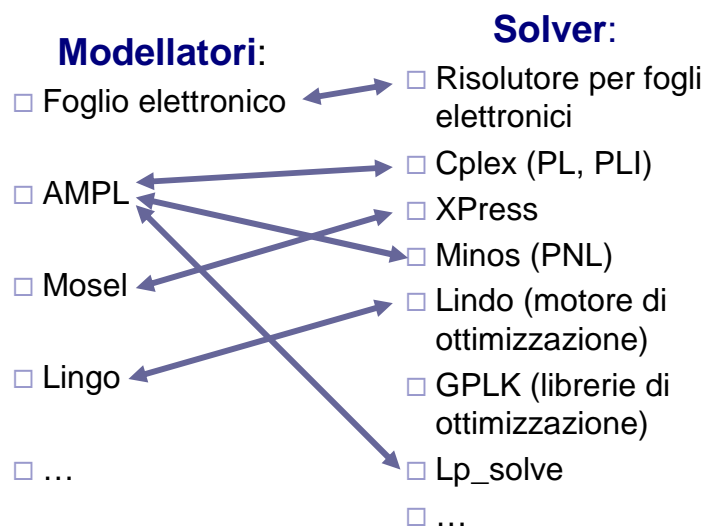 Modellatori:
□ Foglio elettronico
□ AMPL
□ Mosel
□ Lingo
□ …
Solver:
□ Risolutore per fogli
elettronici
□ Cplex (PL, PLI)
□ XPress
□ Minos (PNL)
□ Lindo (motore di
ottimizzazione)
□ GPLK (librerie di
ottimizzazione)
□ Lp_solve
□ …